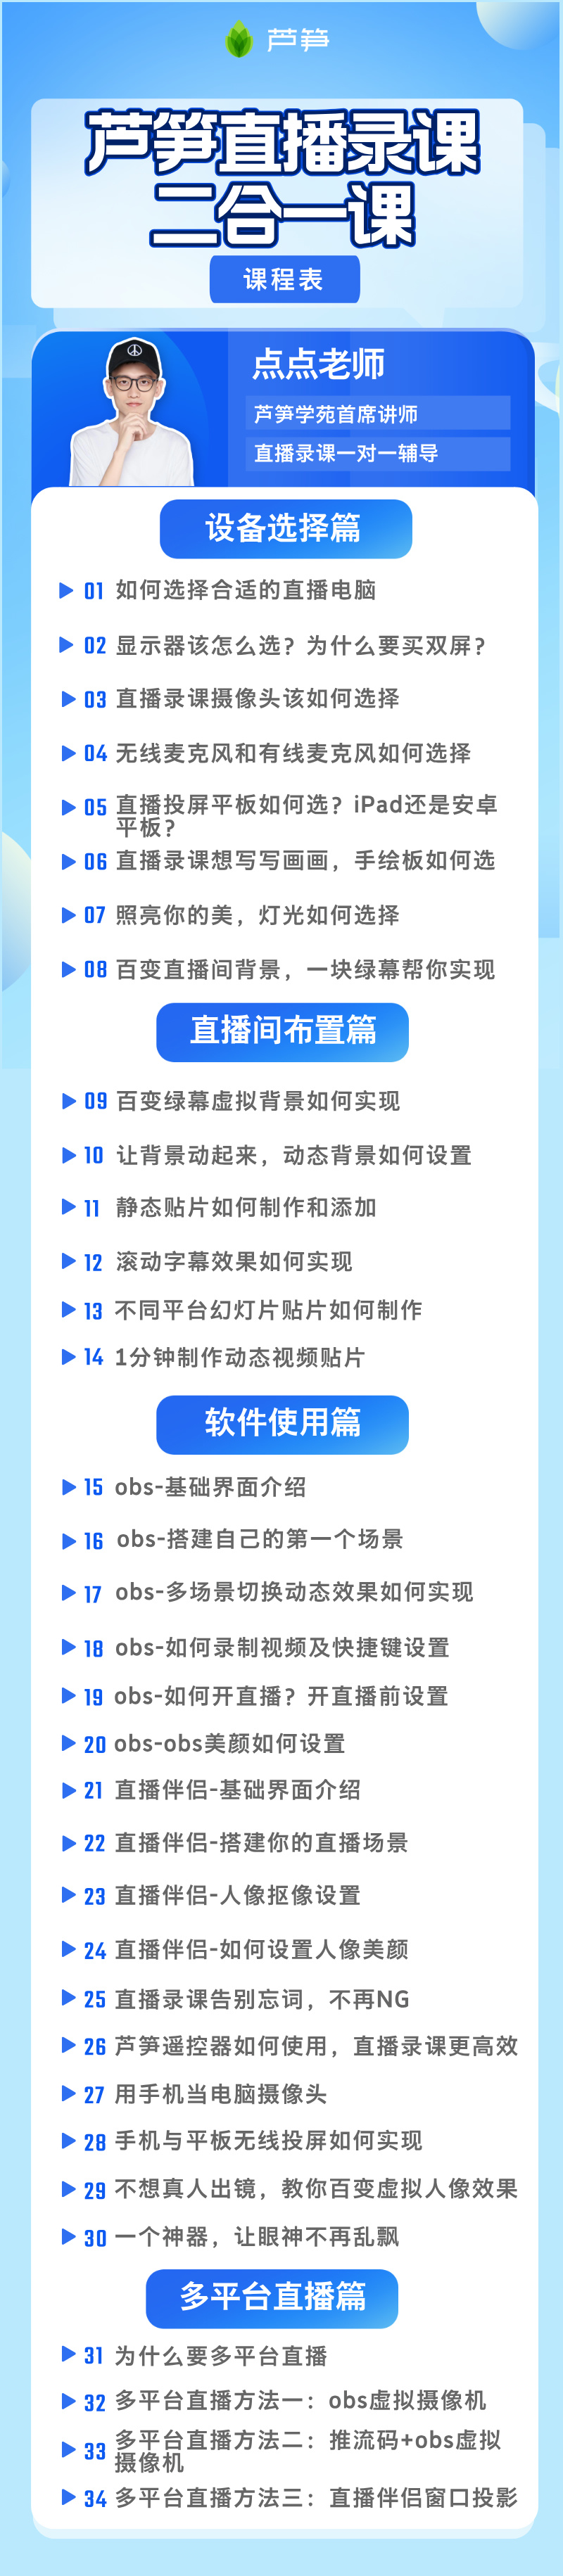 芦笋
芦笋直播录课
二合一课
课程表
点点老师
芦笋学苑首席讲师
直播录课一对一辅导
设备选择篇
01 如何选择合适的直播电脑
02 显示器该怎么选？为什么要买双屏？
03 直播录课摄像头该如何选择
04 无线麦克风和有线麦克风如何选择
05 直播投屏平板如何选？iPad还是安卓
平板？
06 直播录课想写写画画，手绘板如何选
07 照亮你的美，灯光如何选择
08 百变直播间背景，一块绿幕帮你实现
直播间布置篇
09 百变绿幕虚拟背景如何实现
10 让背景动起来，动态背景如何设置
11 静态贴片如何制作和添加
12 滚动字幕效果如何实现
13 不同平台幻灯片贴片如何制作
14 1分钟制作动态视频贴片
软件使用篇
15 obs-基础界面介绍
16 obs-搭建自己的第一个场景
17 obs-多场景切换动态效果如何实现
18 obs-如何录制视频及快捷键设置
19 obs-如何开直播？开直播前设置
20 obs-obs美颜如何设置
21 直播伴侣-基础界面介绍
22 直播伴侣-搭建你的直播场景
23 直播伴侣-人像抠像设置
24 直播伴侣-如何设置人像美颜
25 直播录课告别忘词，不再NG
26 芦笋遥控器如何使用，直播录课更高效
27 用手机当电脑摄像头
28 手机与平板无线投屏如何实现
29 不想真人出镜，教你百变虚拟人像效果
30 一个神器，让眼神不再乱飘
多平台直播篇
31 为什么要多平台直播
32 多平台直播方法一：obs虚拟摄像机
33 多平台直播方法二：推流码+obs虚拟
摄像机
34 多平台直播方法三：直播伴侣窗口投影